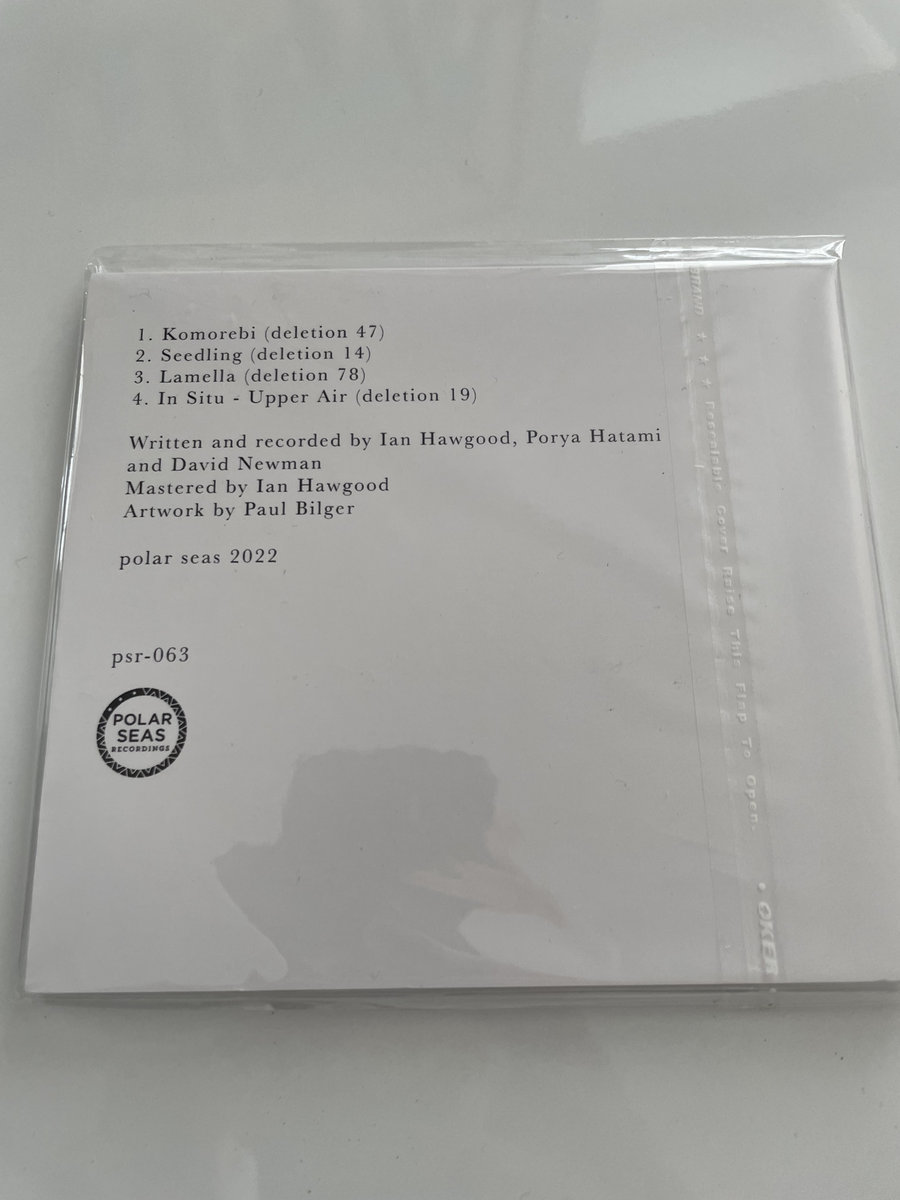 1. Komorebi (deletion 47)
2. Seedling (deletion 14)
3. Lamella (deletion 78)
4. In Situ - Upper Air (deletion 19)
Written and recorded by Ian Hawgood, Porya Hatami
and David Newman
Mastered by Ian Hawgood
Artwork by Paul Bilger
polar seas 2022
psr-063
POLAR
SEAS
RECORDINGS
Cover Raise This Flap To Open.